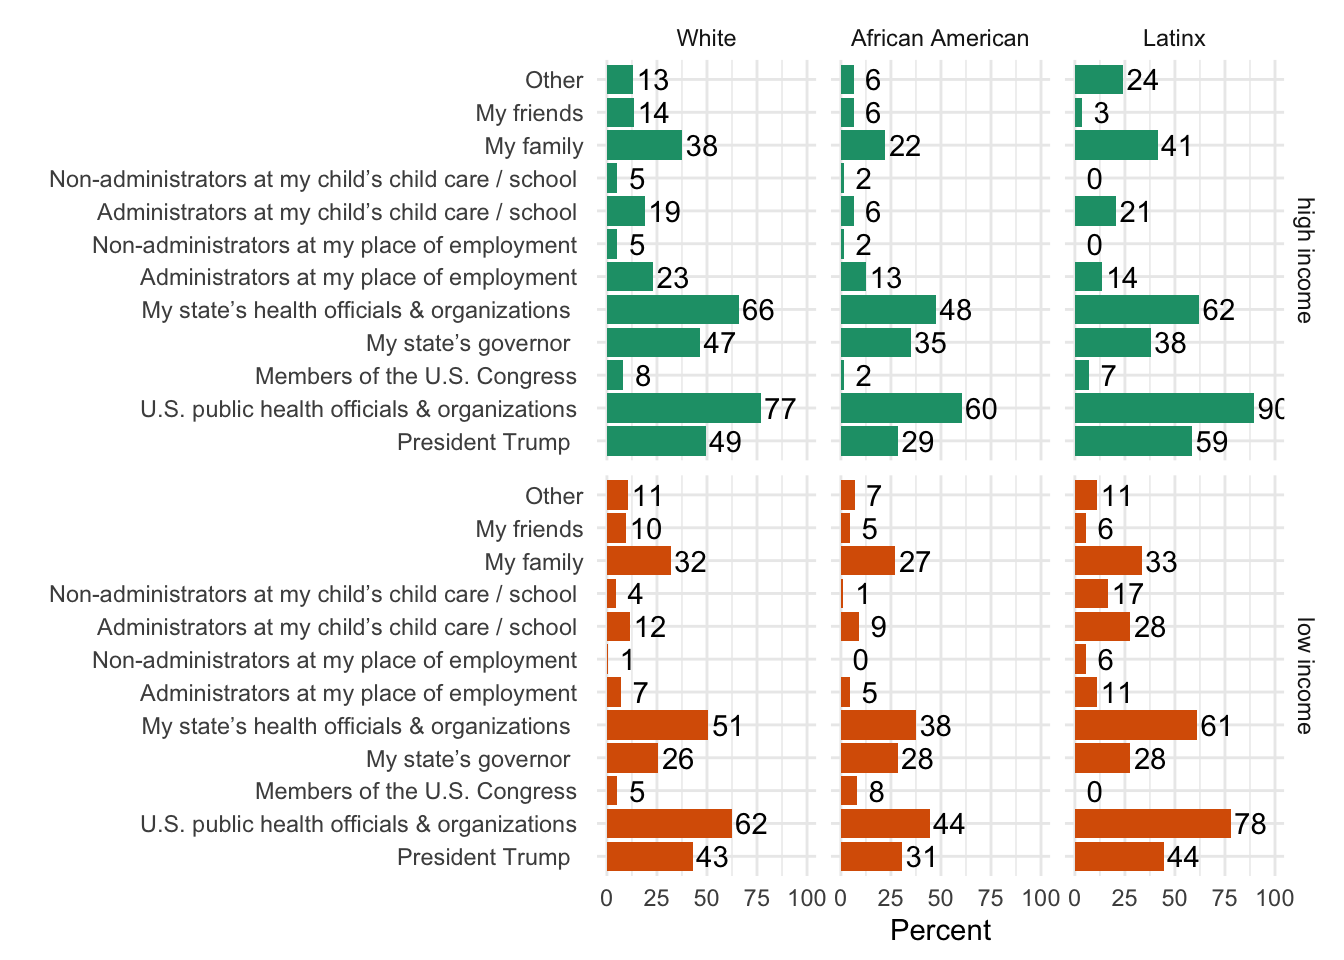 White African American Latinx
Other 13 6 24
My friends 14 6 3
My family 38 22 41
Non-administrators at my child’s child care / school 5 2 0
Administrators at my child’s child care / school 19 6 21
Non-administrators at my place of employment 5 2 0
Administrators at my place of employment 23 13 14
My state’s health officials & organizations 66 48 62
My state’s governor 47 35 38
Members of the U.S. Congress 8 2 7
U.S. public health officials & organizations 77 60 90
President Trump 49 29 59
high income
Other 11 7 11
My friends 10 5 6
My family 32 27 33
Non-administrators at my child’s child care / school 4 1 17
Administrators at my child’s child care / school 12 9 28
Non-administrators at my place of employment 1 0 6
Administrators at my place of employment 7 5 11
My state’s health officials & organizations 51 38 61
My state’s governor 26 28 28
Members of the U.S. Congress 5 8 0
U.S. public health officials & organizations 62 44 78
President Trump 43 31 44
low income
0 25 50 75 100 0 25 50 75 100 0 25 50 75 100
Percent